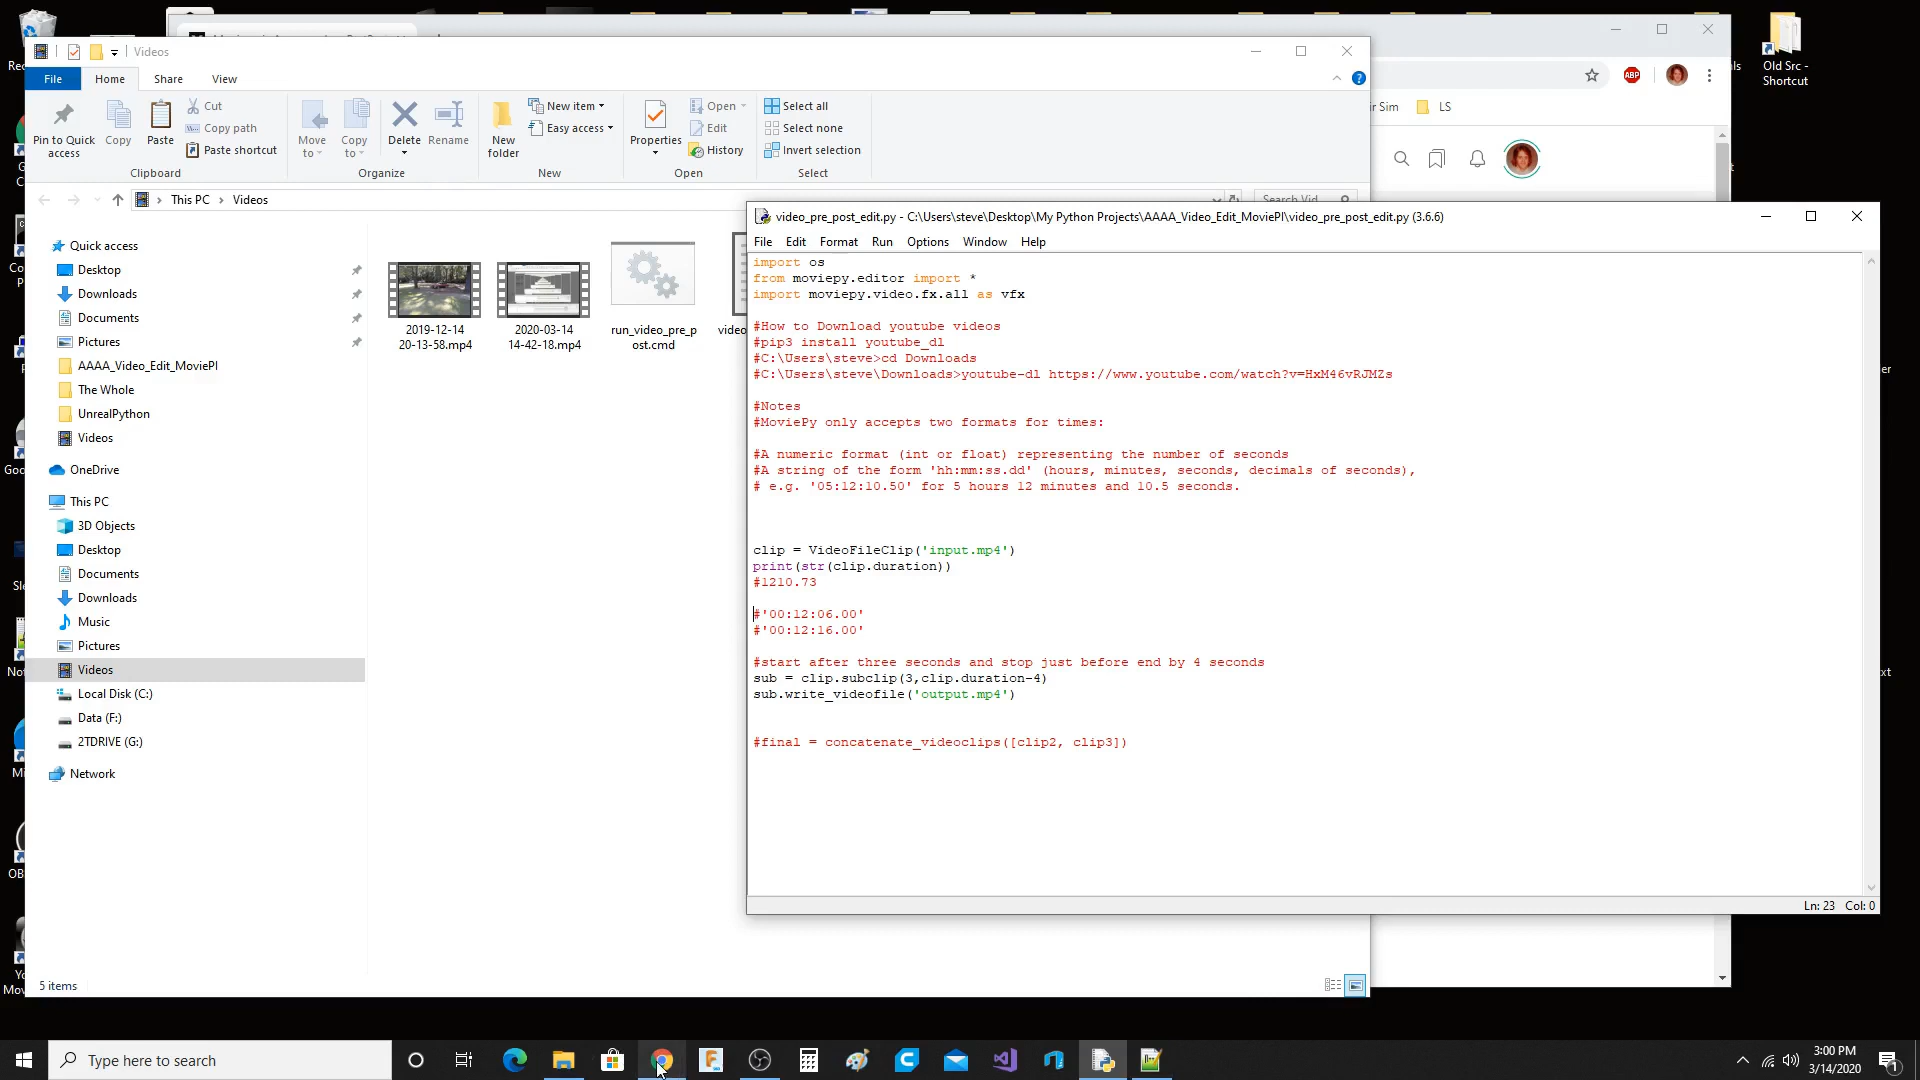 Videos
File
Home
Share
View
Pin to Quick access
Copy
Paste
Cut
Copy path
Paste shortcut
Clipboard
Move to
Copy to
Delete
Rename
Organize
New folder
New item
Easy access
New
Properties
Open
Edit
History
Open
Select all
Select none
Invert selection
Select
This PC > Videos
Search Vid
Quick access
Desktop
Downloads
Documents
Pictures
AAAA_Video_Edit_MoviePI
The Whole
UnrealPython
Videos
OneDrive
This PC
3D Objects
Desktop
Documents
Downloads
Music
Pictures
Videos
Local Disk (C:)
Data (F:)
2TDRIVE (G:)
Network
2019-12-14
20-13-58.mp4
2020-03-14
14-42-18.mp4
run_video_pre_p
ost.cmd
5 items
video_pre_post_edit.py - C:\Users\steve\Desktop\My Python Projects\AAAA_Video_Edit_MoviePI\video_pre_post_edit.py (3.6.6)
File Edit Format Run Options Window Help
import os
from moviepy.editor import *
import moviepy.video.fx.all as vfx
#How to Download youtube videos
#pip3 install youtube_dl
#C:\Users\steve>cd Downloads
#C:\Users\steve\Downloads>youtube-dl https://www.youtube.com/watch?v=HxM46vRJMZs
#Notes
#MoviePy only accepts two formats for times:
#A numeric format (int or float) representing the number of seconds
#A string of the form 'hh:mm:ss.dd' (hours, minutes, seconds, decimals of seconds),
# e.g. '05:12:10.50' for 5 hours 12 minutes and 10.5 seconds.
clip = VideoFileClip('input.mp4')
print(str(clip.duration))
#1210.73
#'00:12:06.00'
#'00:12:16.00'
#start after three seconds and stop just before end by 4 seconds
sub = clip.subclip(3,clip.duration-4)
sub.write_videofile('output.mp4')
#final = concatenate_videoclips([clip2, clip3])
Ln: 23 Col: 0
ABP
Sim
LS
Old Src -
Shortcut
Type here to search
3:00 PM
3/14/2020